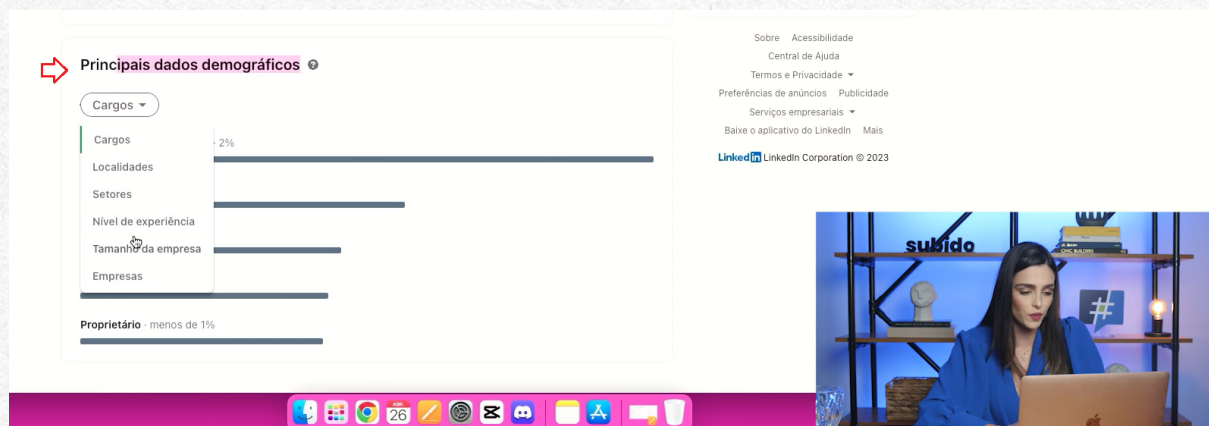 Principais dados demográficos
Cargos
Cargos
· 2%
Localidades
Setores
Nível de experiência
Tamanho da empresa
Empresas
Proprietário · menos de 1%
Sobre Acessibilidade
Central de Ajuda
Termos e Privacidade
Preferências de anúncios Publicidade
Serviços empresariais
Baixe o aplicativo do LinkedIn Mais
LinkedIn LinkedIn Corporation © 2023
subido
CIVIC BUILDERS
#
26